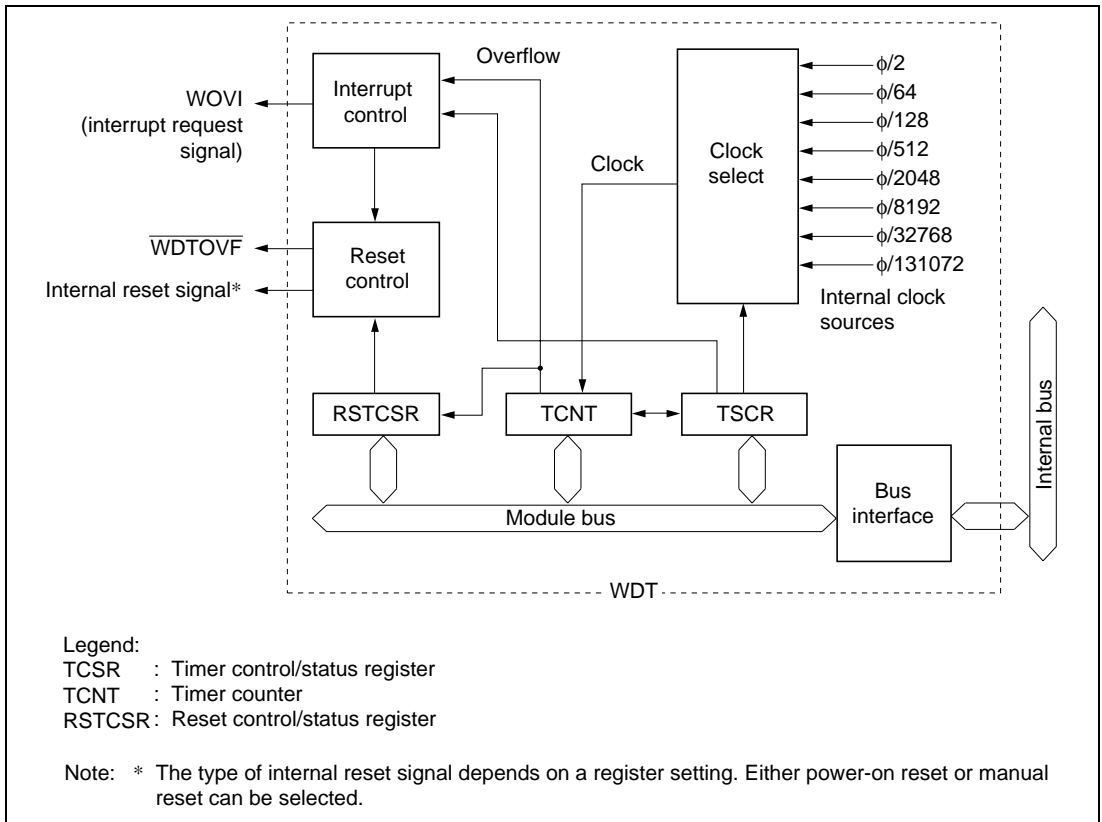 Overflow
Interrupt
control
WOVI
(interrupt request
signal)
Clock
Clock
select
ϕ/2
ϕ/64
ϕ/128
ϕ/512
ϕ/2048
ϕ/8192
ϕ/32768
ϕ/131072
Internal clock
sources
WDTOVF
Internal reset signal*
Reset
control
RSTCSR
TCNT
TSCR
Module bus
Bus
interface
Internal bus
WDT
Legend:
TCSR : Timer control/status register
TCNT : Timer counter
RSTCSR : Reset control/status register
Note: * The type of internal reset signal depends on a register setting. Either power-on reset or manual
reset can be selected.